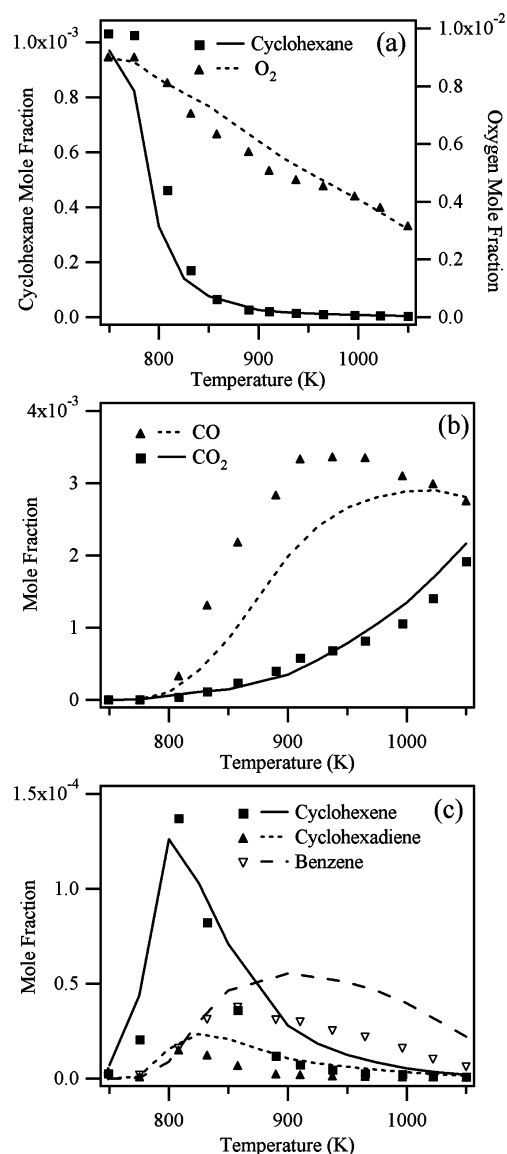 (a)
Cyclohexane
O2
1.0x10-3
0.8
0.6
0.4
0.2
0.0
Cyclohexane Mole Fraction
1.0x10-2
0.8
0.6
0.4
0.2
0.0
Oxygen Mole Fraction
800
900
1000
Temperature (K)
(b)
CO
CO2
4x10-3
3
2
1
0
Mole Fraction
800
900
1000
Temperature (K)
(c)
Cyclohexene
Cyclohexadiene
Benzene
1.5x10-4
1.0
0.5
0.0
Mole Fraction
800
900
1000
Temperature (K)